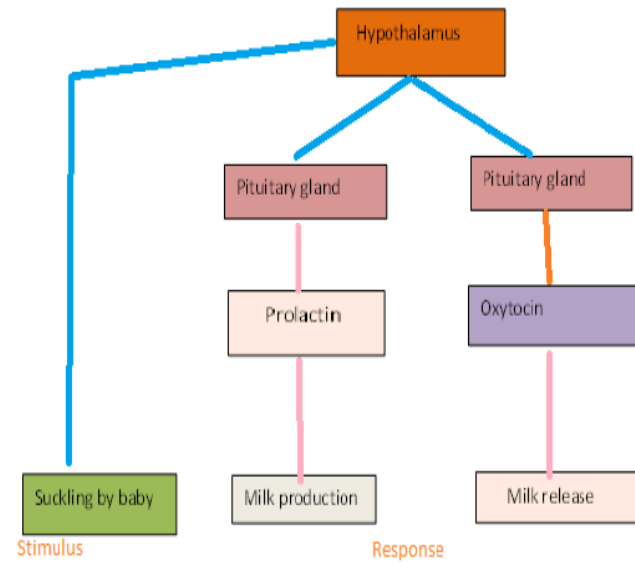 Hypothalamus
Pituitary gland
Pituitary gland
Prolactin
Oxytocin
Suckling by baby
Milk production
Milk release
Stimulus
Response